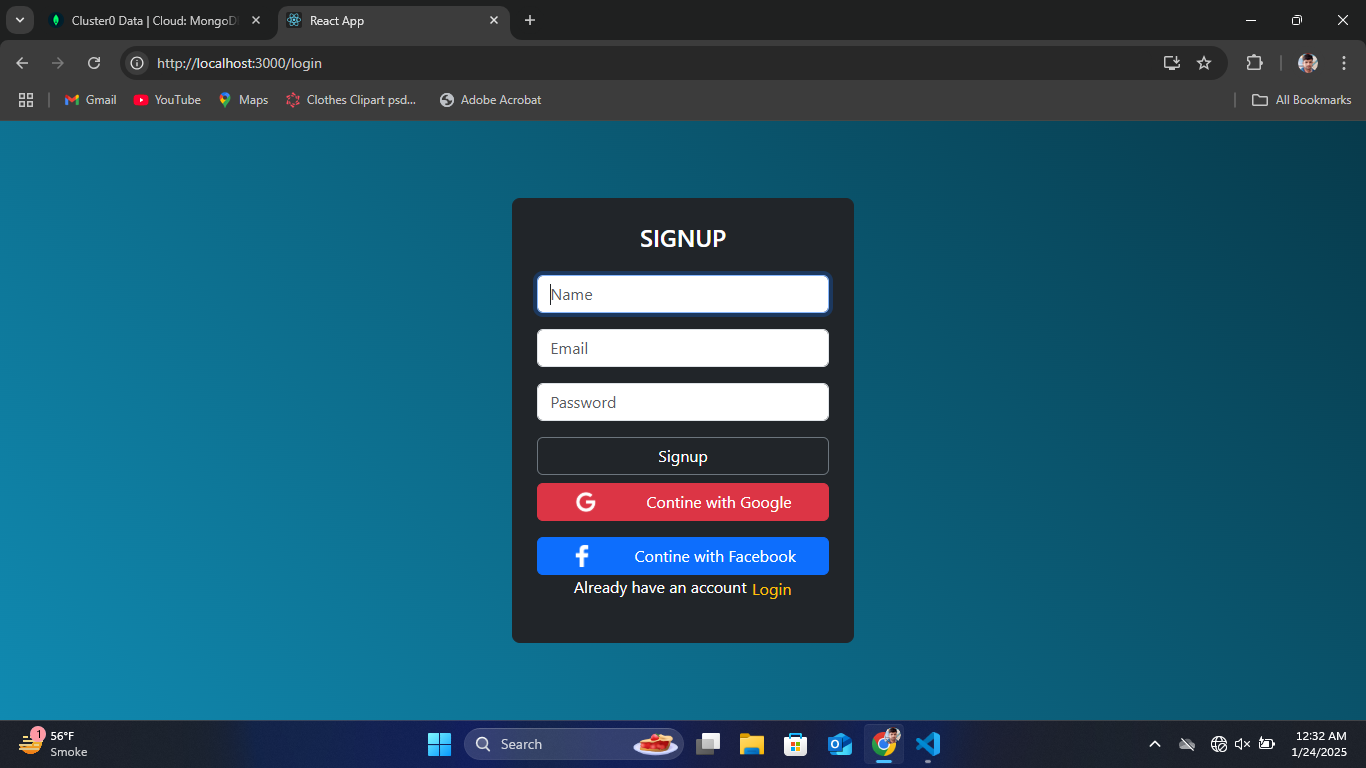 Cluster0 Data | Cloud: MongoD
React App
http://localhost:3000/login
Gmail
YouTube
Maps
Clothes Clipart psd...
Adobe Acrobat
All Bookmarks
SIGNUP
Name
Email
Password
Signup
G Contine with Google
f Contine with Facebook
Already have an account Login
1
56°F
Smoke
Search
12:32 AM
1/24/2025